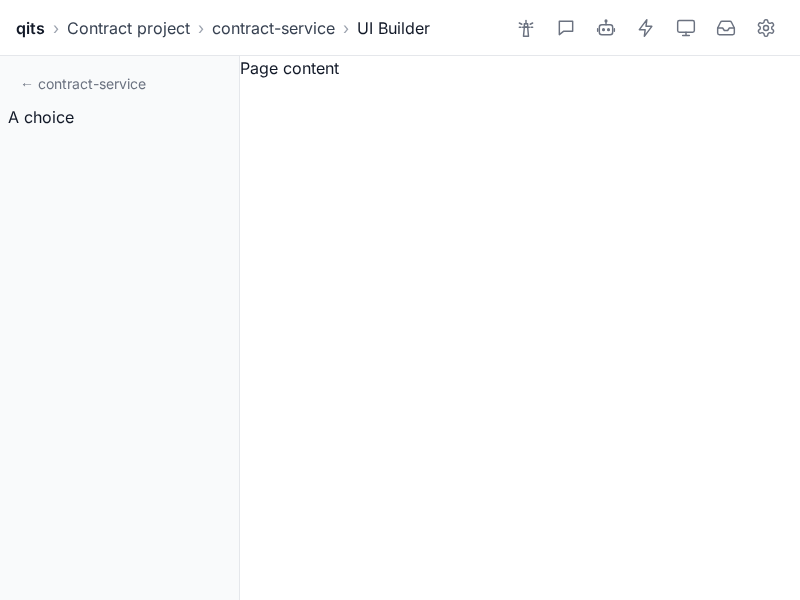 qits › Contract project › contract-service › UI Builder
← contract-service
A choice
Page content